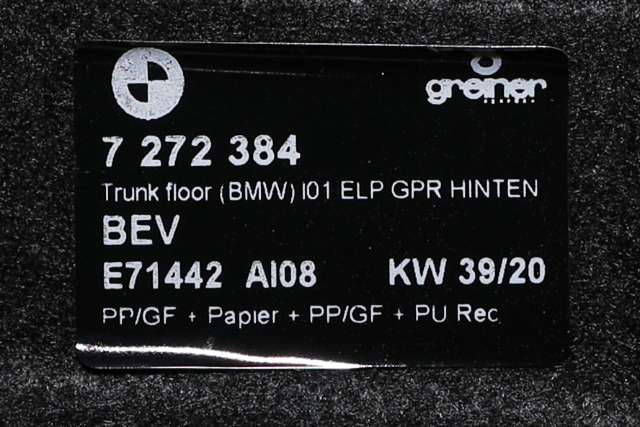 greiner
7 272 384
Trunk floor (BMW) I01 ELP GPR HINTEN
BEV
E71442 AI08 KW 39/20
PP/GF + Papier + PP/GF + PU Rec